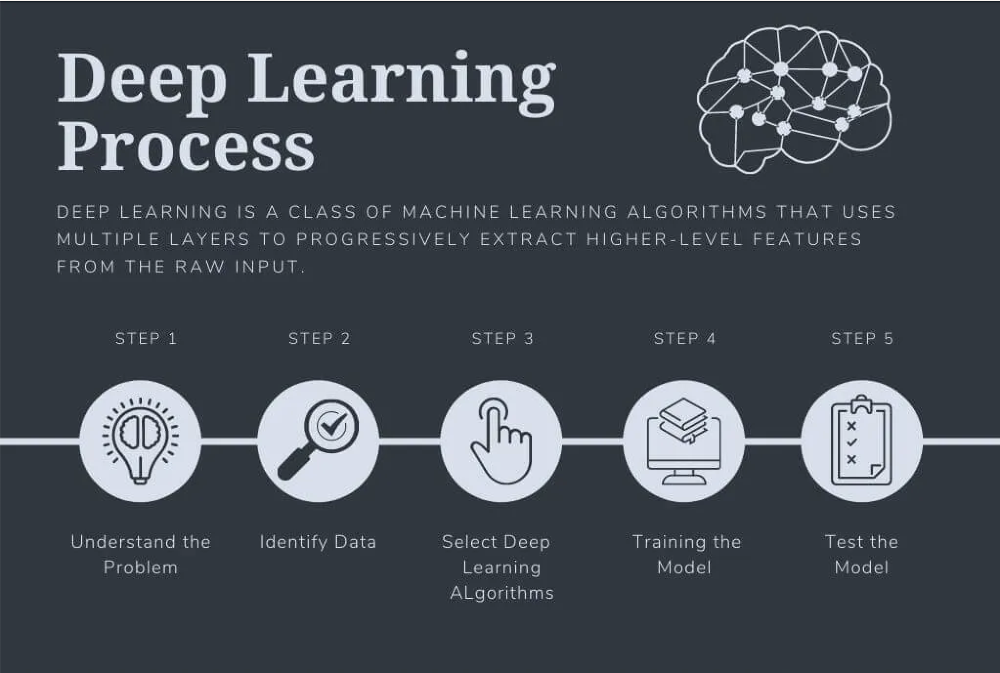 Deep Learning
Process
DEEP LEARNING IS A CLASS OF MACHINE LEARNING ALGORITHMS THAT USES
MULTIPLE LAYERS TO PROGRESSIVELY EXTRACT HIGHER-LEVEL FEATURES
FROM THE RAW INPUT.
STEP 1
STEP 2
STEP 3
STEP 4
STEP 5
Understand the
Problem
Identify Data
Select Deep
Learning
ALgorithms
Training the
Model
Test the
Model